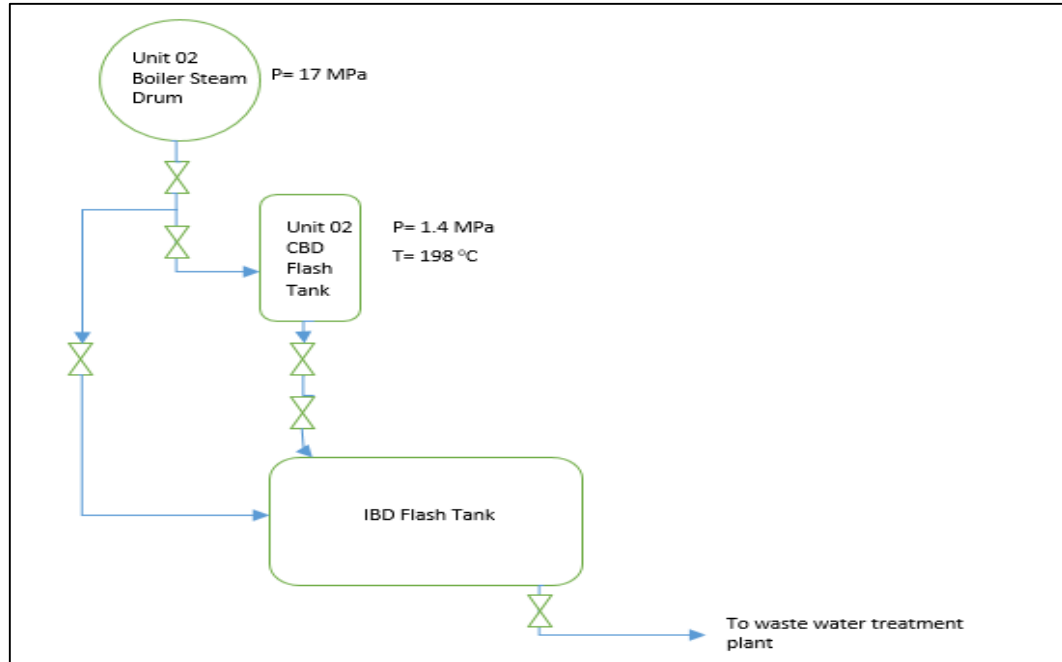 Unit 02
Boiler Steam
Drum
P= 17 MPa
Unit 02
CBD
Flash
Tank
P= 1.4 MPa
T= 198 °C
IBD Flash Tank
To waste water treatment
plant